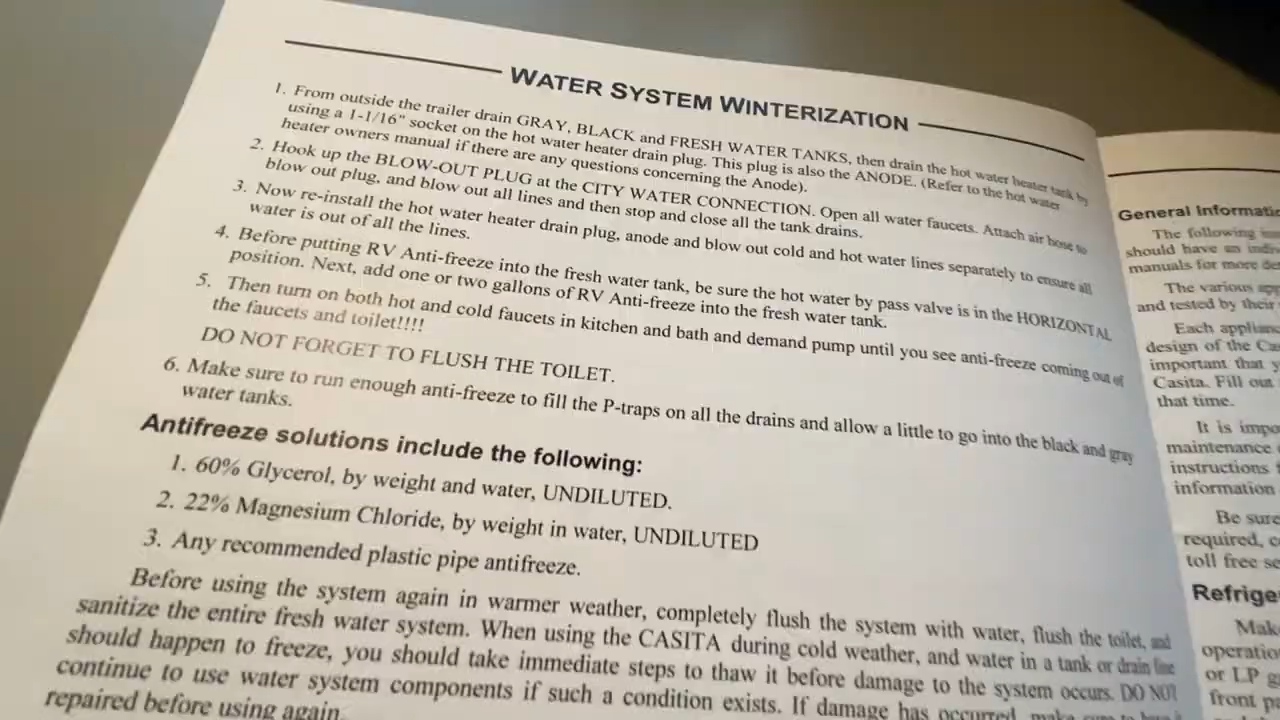 WATER SYSTEM WINTERIZATION
1. From outside the trailer drain GRAY, BLACK and FRESH WATER TANKS, then drain the hot water heater tank by
using a 1-1/16" socket on the hot water heater drain plug. This plug is also the ANODE. (Refer to the hot water
heater owners manual if there are any questions concerning the Anode).
2. Hook up the BLOW-OUT PLUG at the CITY WATER CONNECTION. Open all water faucets. Attach air hose to
blow out plug, and blow out all lines and then stop and close all the tank drains.
3. Now re-install the hot water heater drain plug, anode and blow out cold and hot water lines separately to ensure all
water is out of all the lines.
4. Before putting RV Anti-freeze into the fresh water tank, be sure the hot water by pass valve is in the HORIZONTAL
position. Next, add one or two gallons of RV Anti-freeze into the fresh water tank.
5. Then turn on both hot and cold faucets in kitchen and bath and demand pump until you see anti-freeze coming out of
the faucets and toilet!!!!
DO NOT FORGET TO FLUSH THE TOILET.
6. Make sure to run enough anti-freeze to fill the P-traps on all the drains and allow a little to go into the black and gray
water tanks.
Antifreeze solutions include the following:
1. 60% Glycerol, by weight and water, UNDILUTED.
2. 22% Magnesium Chloride, by weight in water, UNDILUTED
3. Any recommended plastic pipe antifreeze.
Before using the system again in warmer weather, completely flush the system with water, flush the toilet, and
sanitize the entire fresh water system. When using the CASITA during cold weather, and water in a tank or drain line
should happen to freeze, you should take immediate steps to thaw it before damage to the system occurs. DO NOT
continue to use water system components if such a condition exists. If damage has occurred, make sure to
repaired before using again.
General
The following
should have an
manuals for more
The various
and tested by their
Each
design of the
important that
Casita. Fill out
that time.
It is
maintenance
instructions
information
Be sure
required,
toll free
Make
or LP
front